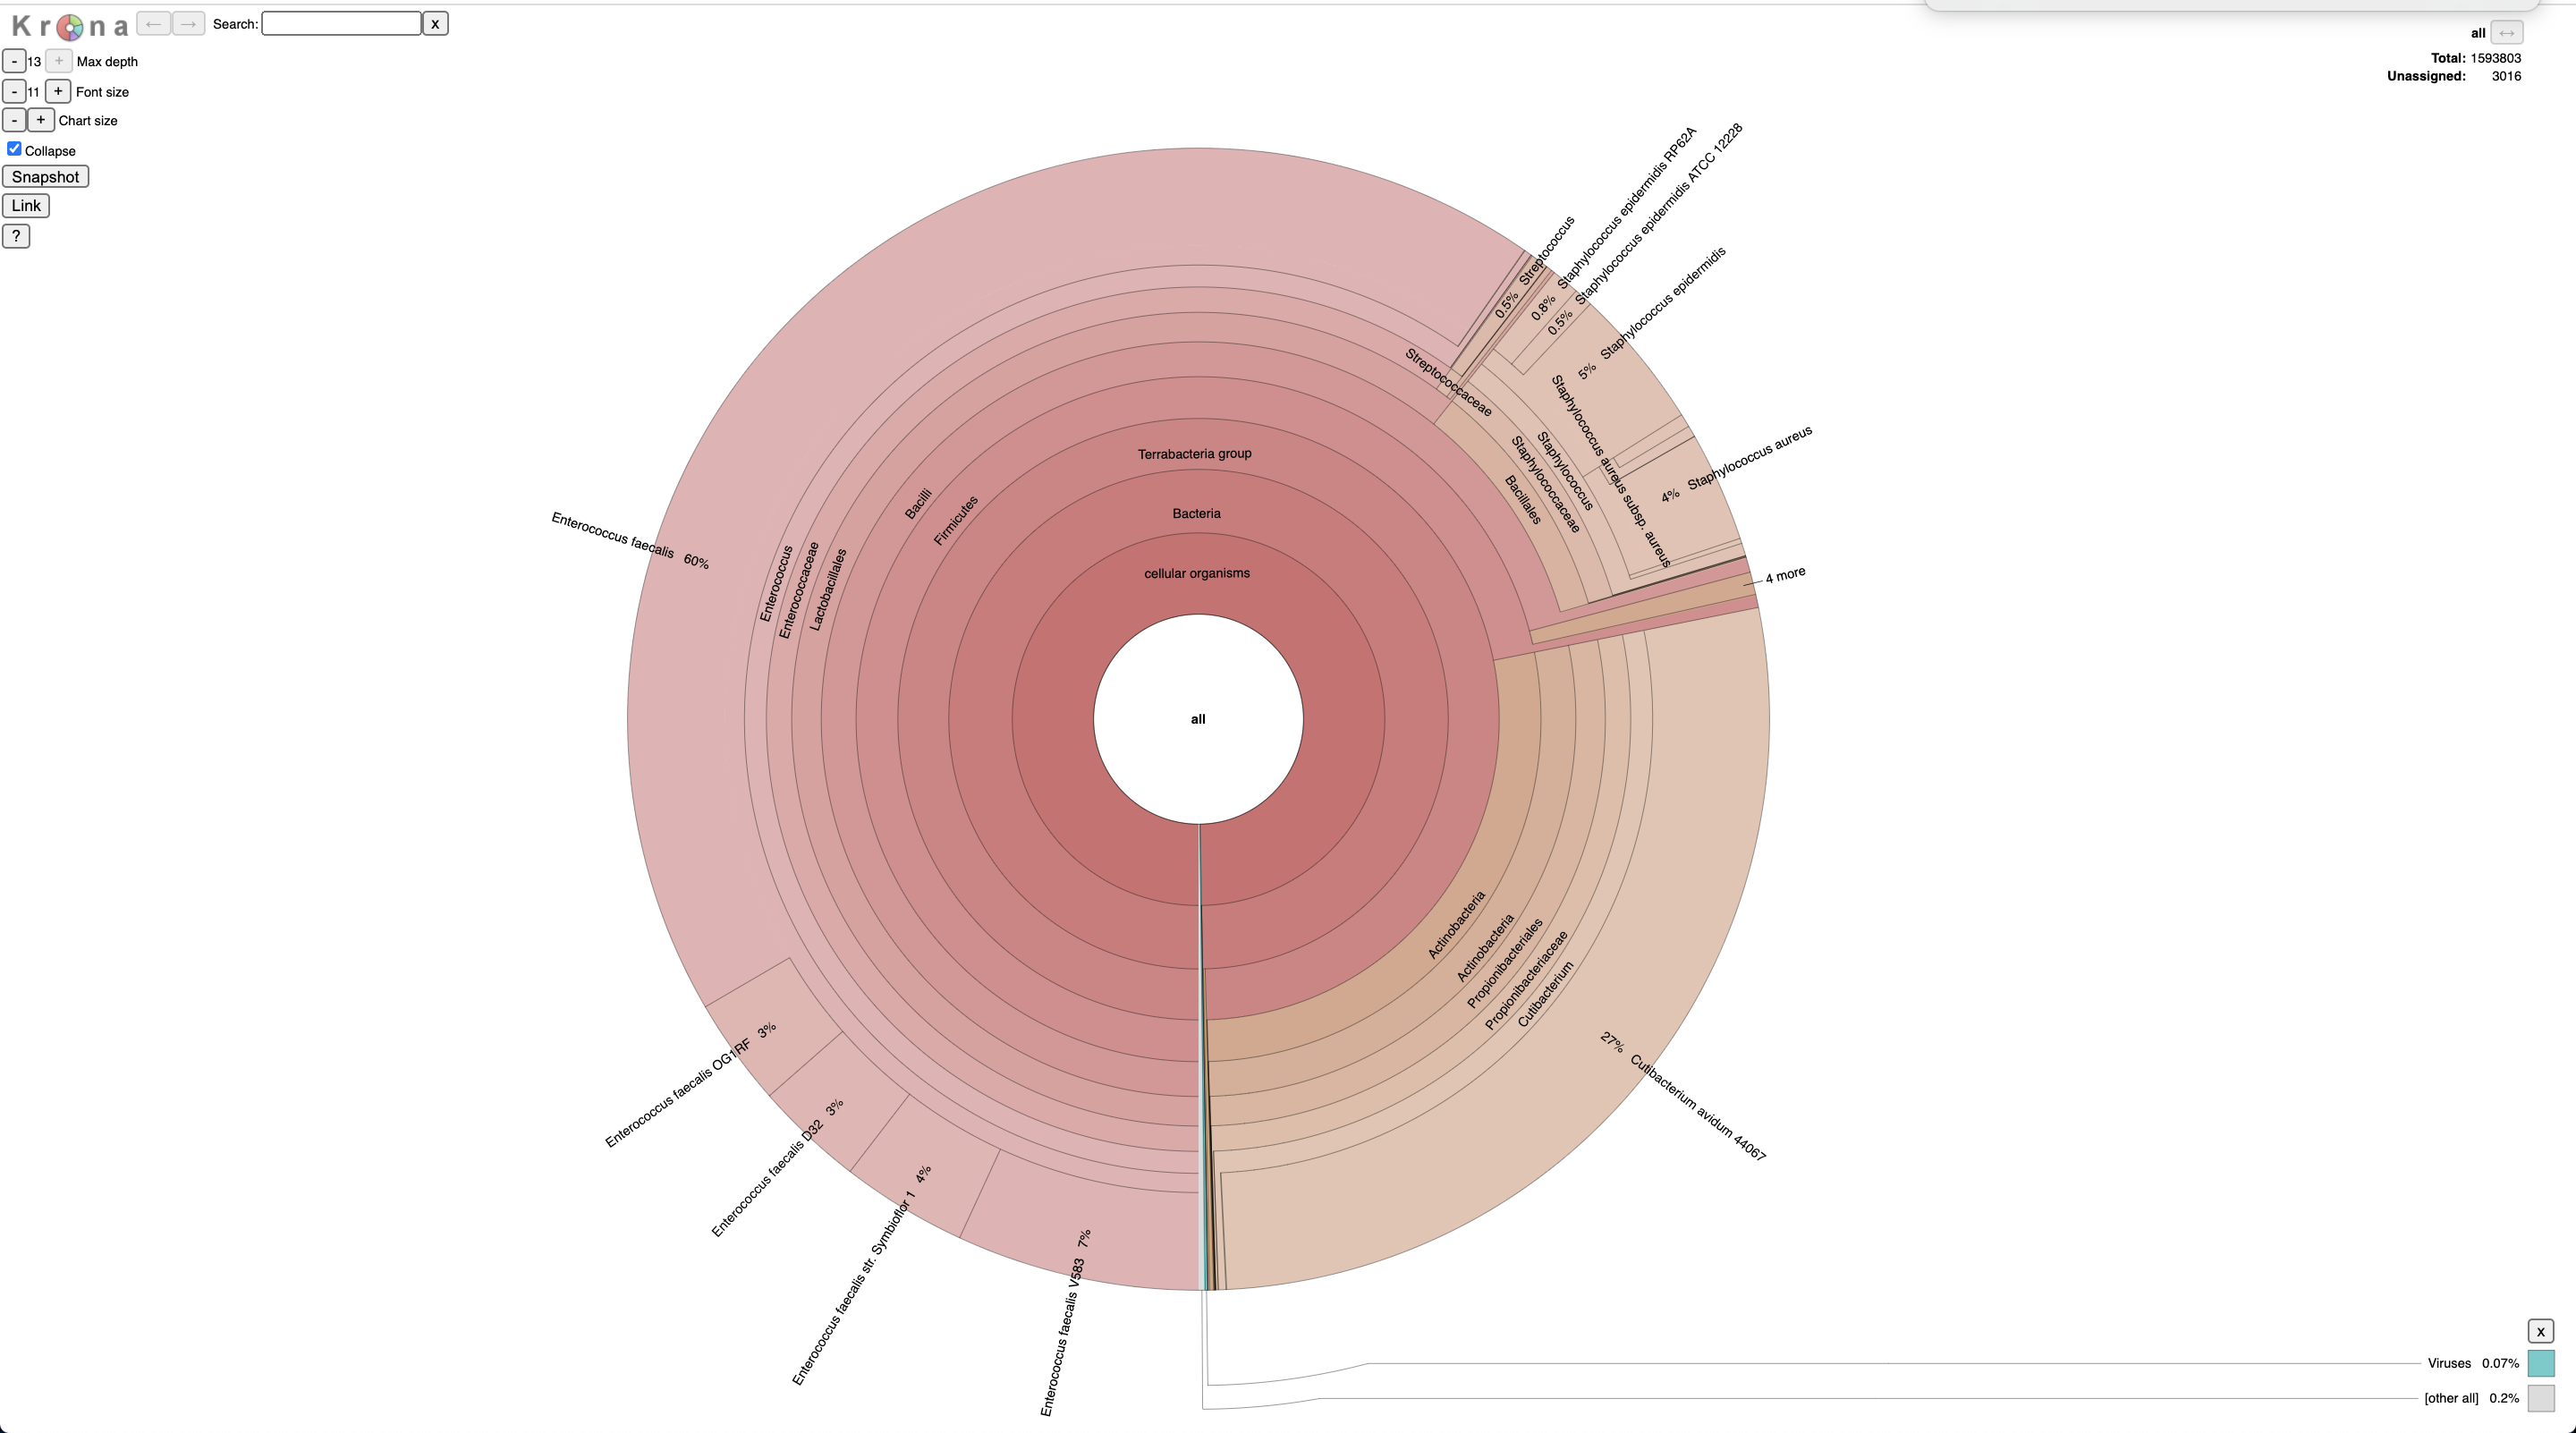 Krona
← → Search: x
- 13 + Max depth
- 11 + Font size
- + Chart size
Collapse
Snapshot
Link
?
all ↔
Total: 1593803
Unassigned: 3016
all
cellular organisms
Bacteria
Terrabacteria group
Firmicutes
Bacilli
Lactobacillales
Enterococcaceae
Enterococcus
Enterococcus faecalis 60%
Enterococcus faecalis OG1RF 3%
Enterococcus faecalis D32 3%
Enterococcus faecalis str. Symbioflor 1 4%
Enterococcus faecalis V583 7%
Streptococcaceae
0.5% Streptococcus
0.8% Staphylococcus epidermidis RP62A
0.5% Staphylococcus epidermidis ATCC 12228
5% Staphylococcus epidermidis
Bacillales
Staphylococcaceae
Staphylococcus
Staphylococcus aureus subsp. aureus
4% Staphylococcus aureus
4 more
Actinobacteria
Actinobacteria
Propionibacteriales
Propionibacteriaceae
Cutibacterium
27% Cutibacterium avidum 44067
x
Viruses 0.07%
[other all] 0.2%